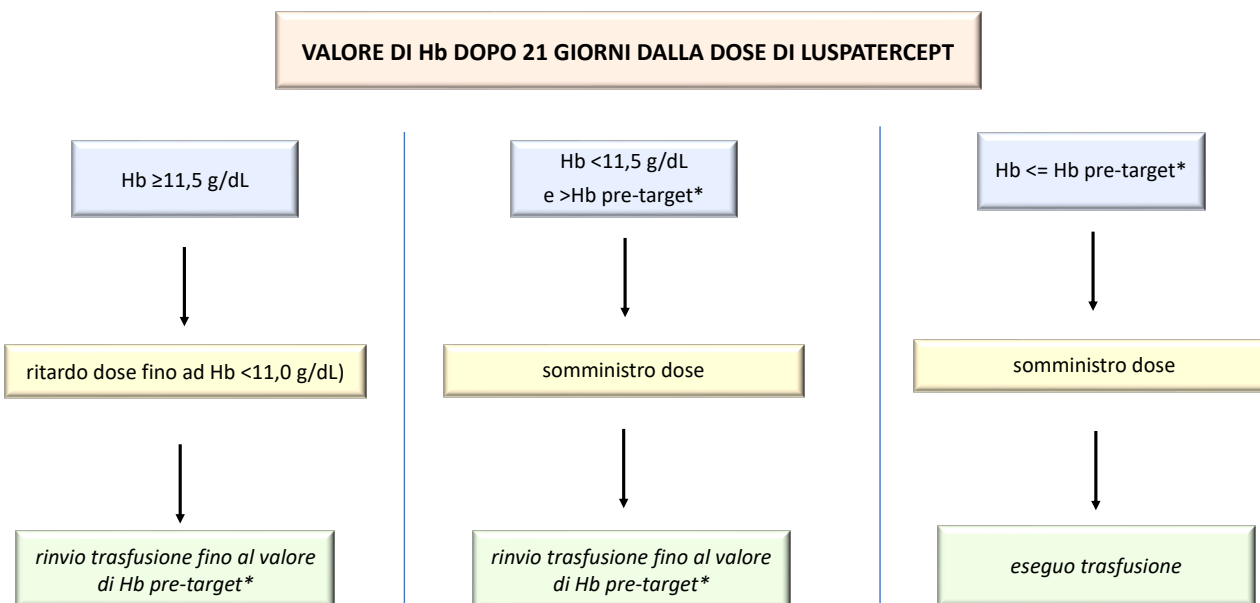 VALORE DI Hb DOPO 21 GIORNI DALLA DOSE DI LUSPATERCEPT
Hb ≥11,5 g/dL
Hb <11,5 g/dL
e >Hb pre-target*
Hb <= Hb pre-target*
ritardo dose fino ad Hb <11,0 g/dL)
somministro dose
somministro dose
rinvio trasfusione fino al valore
di Hb pre-target*
rinvio trasfusione fino al valore
di Hb pre-target*
eseguo trasfusione